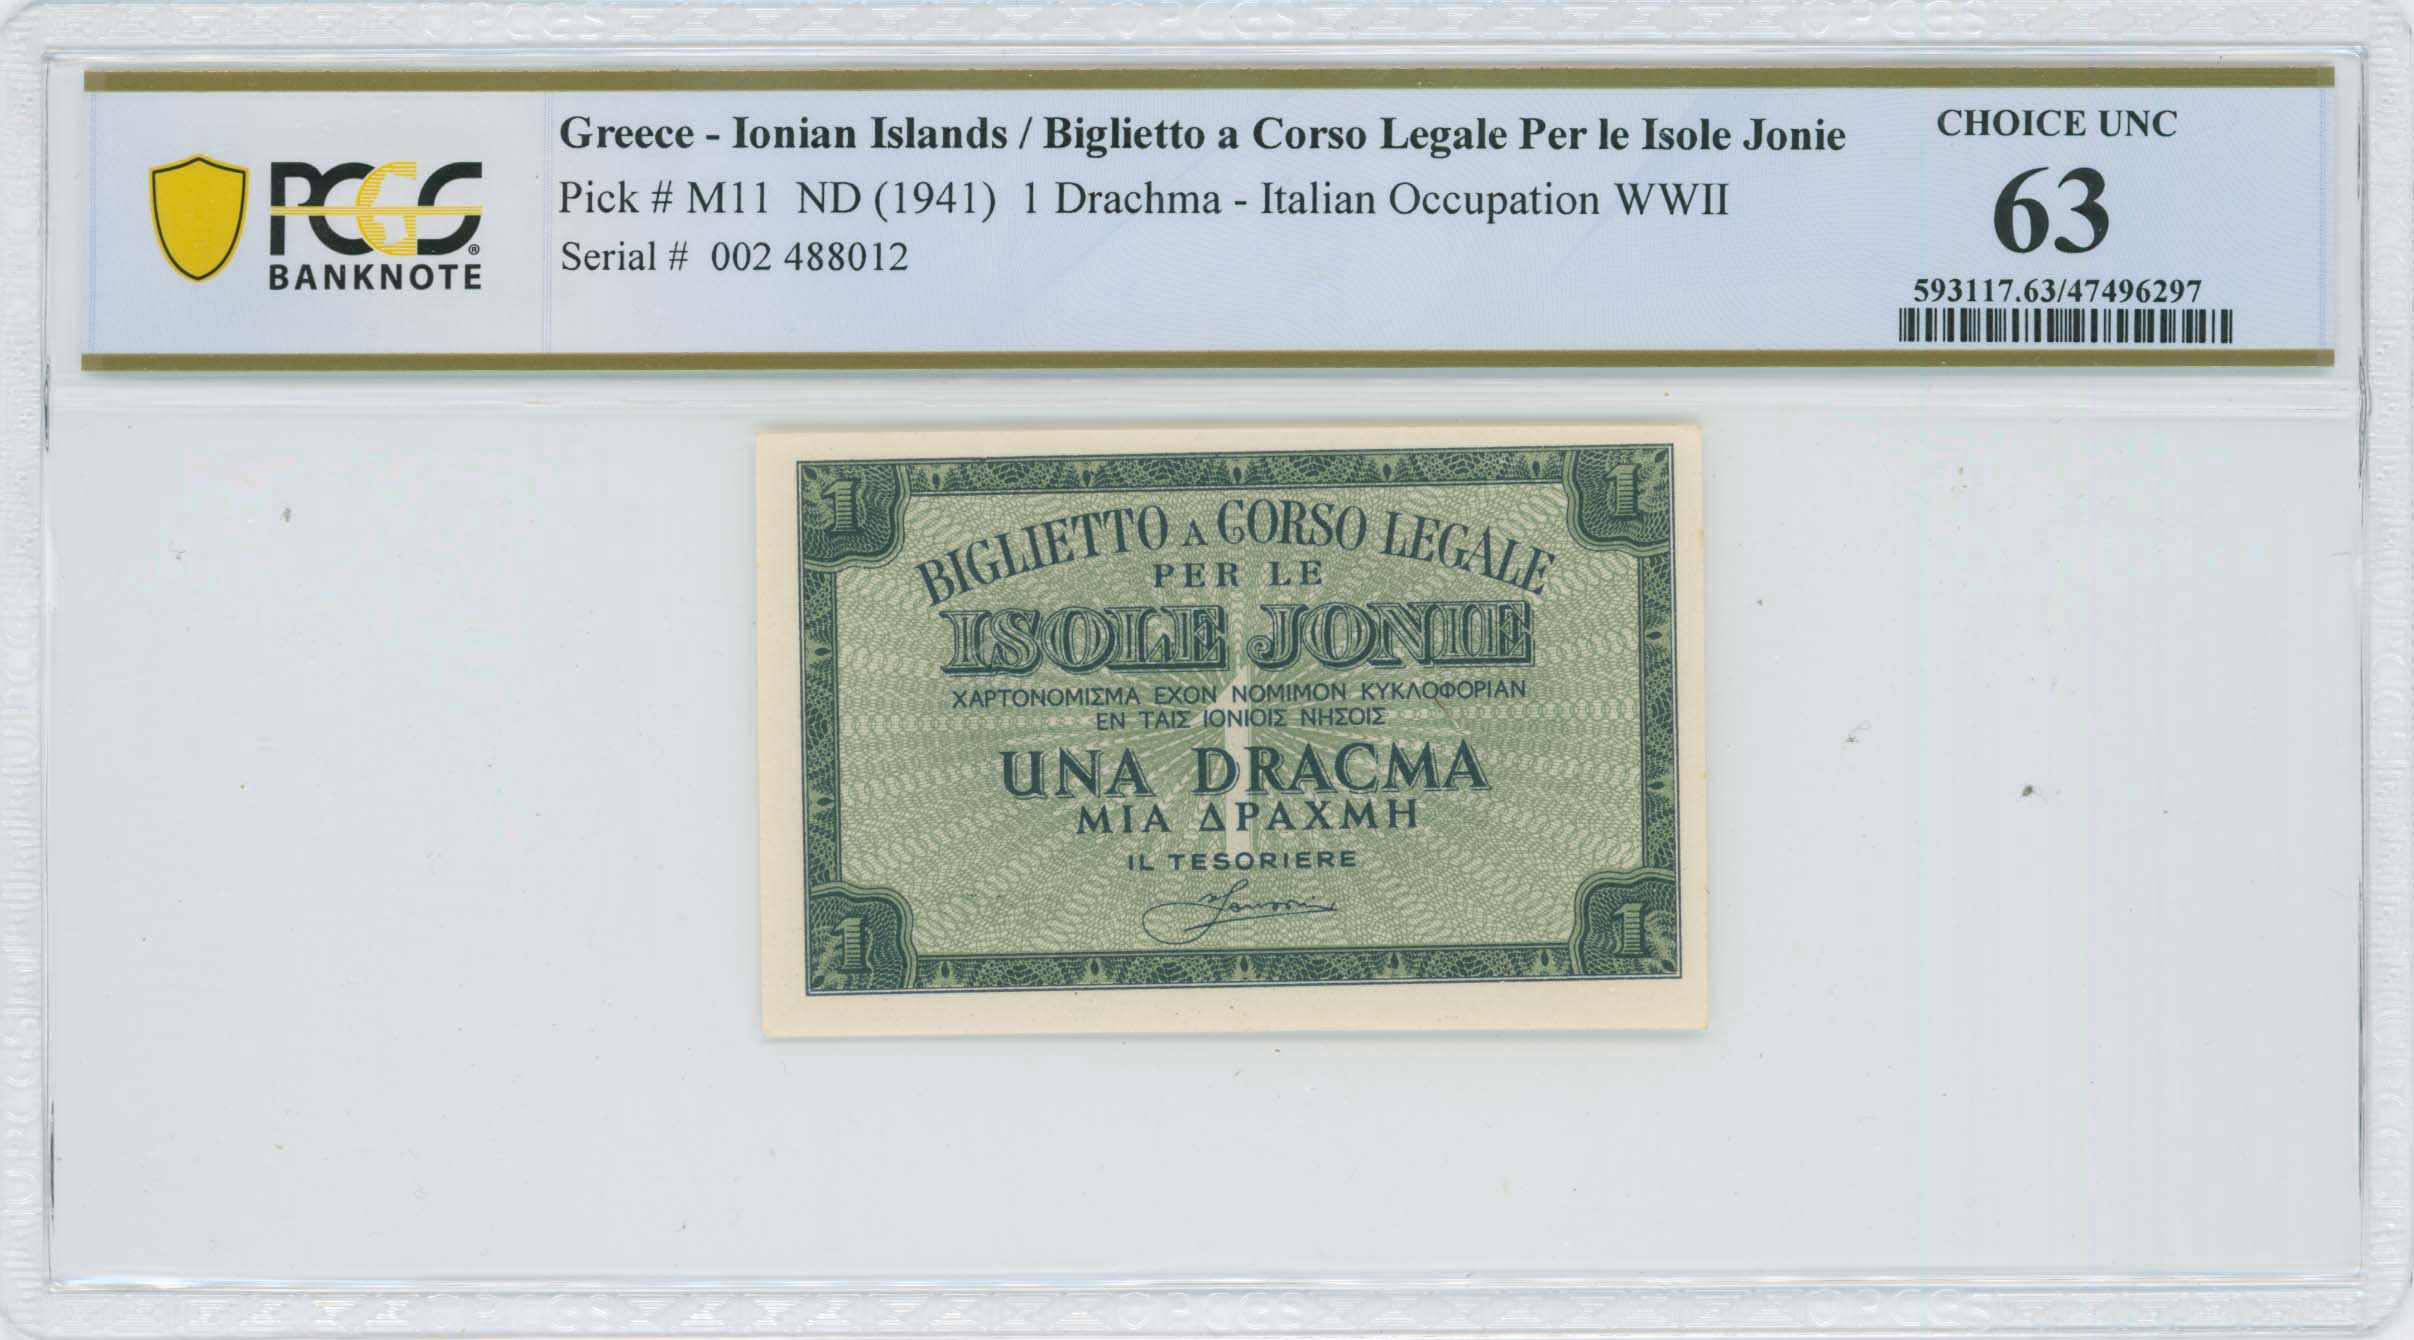 PCGS
BANKNOTE
Greece - Ionian Islands / Biglietto a Corso Legale Per le Isole Jonie
Pick # M11 ND (1941) 1 Drachma - Italian Occupation WWII
Serial # 002 488012
CHOICE UNC
63
593117.63/47496297
1
1
BIGLIETTO A CORSO LEGALE
PER LE
ISOLE JONIE
ΧΑΡΤΟΝΟΜΙΣΜΑ ΕΧΟΝ ΝΟΜΙΜΟΝ ΚΥΚΛΟΦΟΡΙΑΝ
ΕΝ ΤΑΙΣ ΙΟΝΙΟΙΣ ΝΗΣΟΙΣ
1
UNA DRACMA
ΜΙΑ ΔΡΑΧΜΗ
IL TESORIERE
1
1